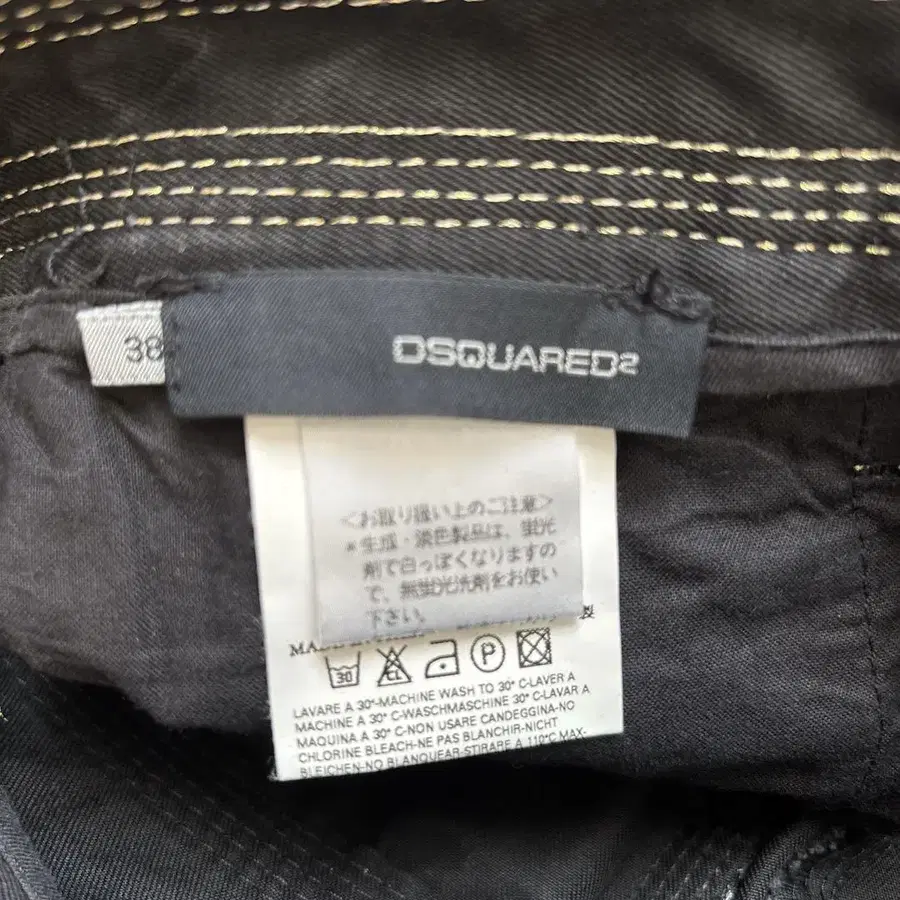 38
DSQUARED2
<お取り扱い上のご注意>
*生成・淡色製品は、蛍光
剤で白っぽくなりますの
で、無蛍光洗剤をお使い
下さい。
製
30 CL P
LAVARE A 30°-MACHINE WASH TO 30° C-LAVER A
MACHINE A 30° C-WASCHMASCHINE 30° C-LAVAR A
MAQUINA A 30° C-NON USARE CANDEGGINA-NO
CHLORINE BLEACH-NE PAS BLANCHIR-NICHT
BLEICHEN-NO BLANQUEAR-STIRARE A 110°C MAX-